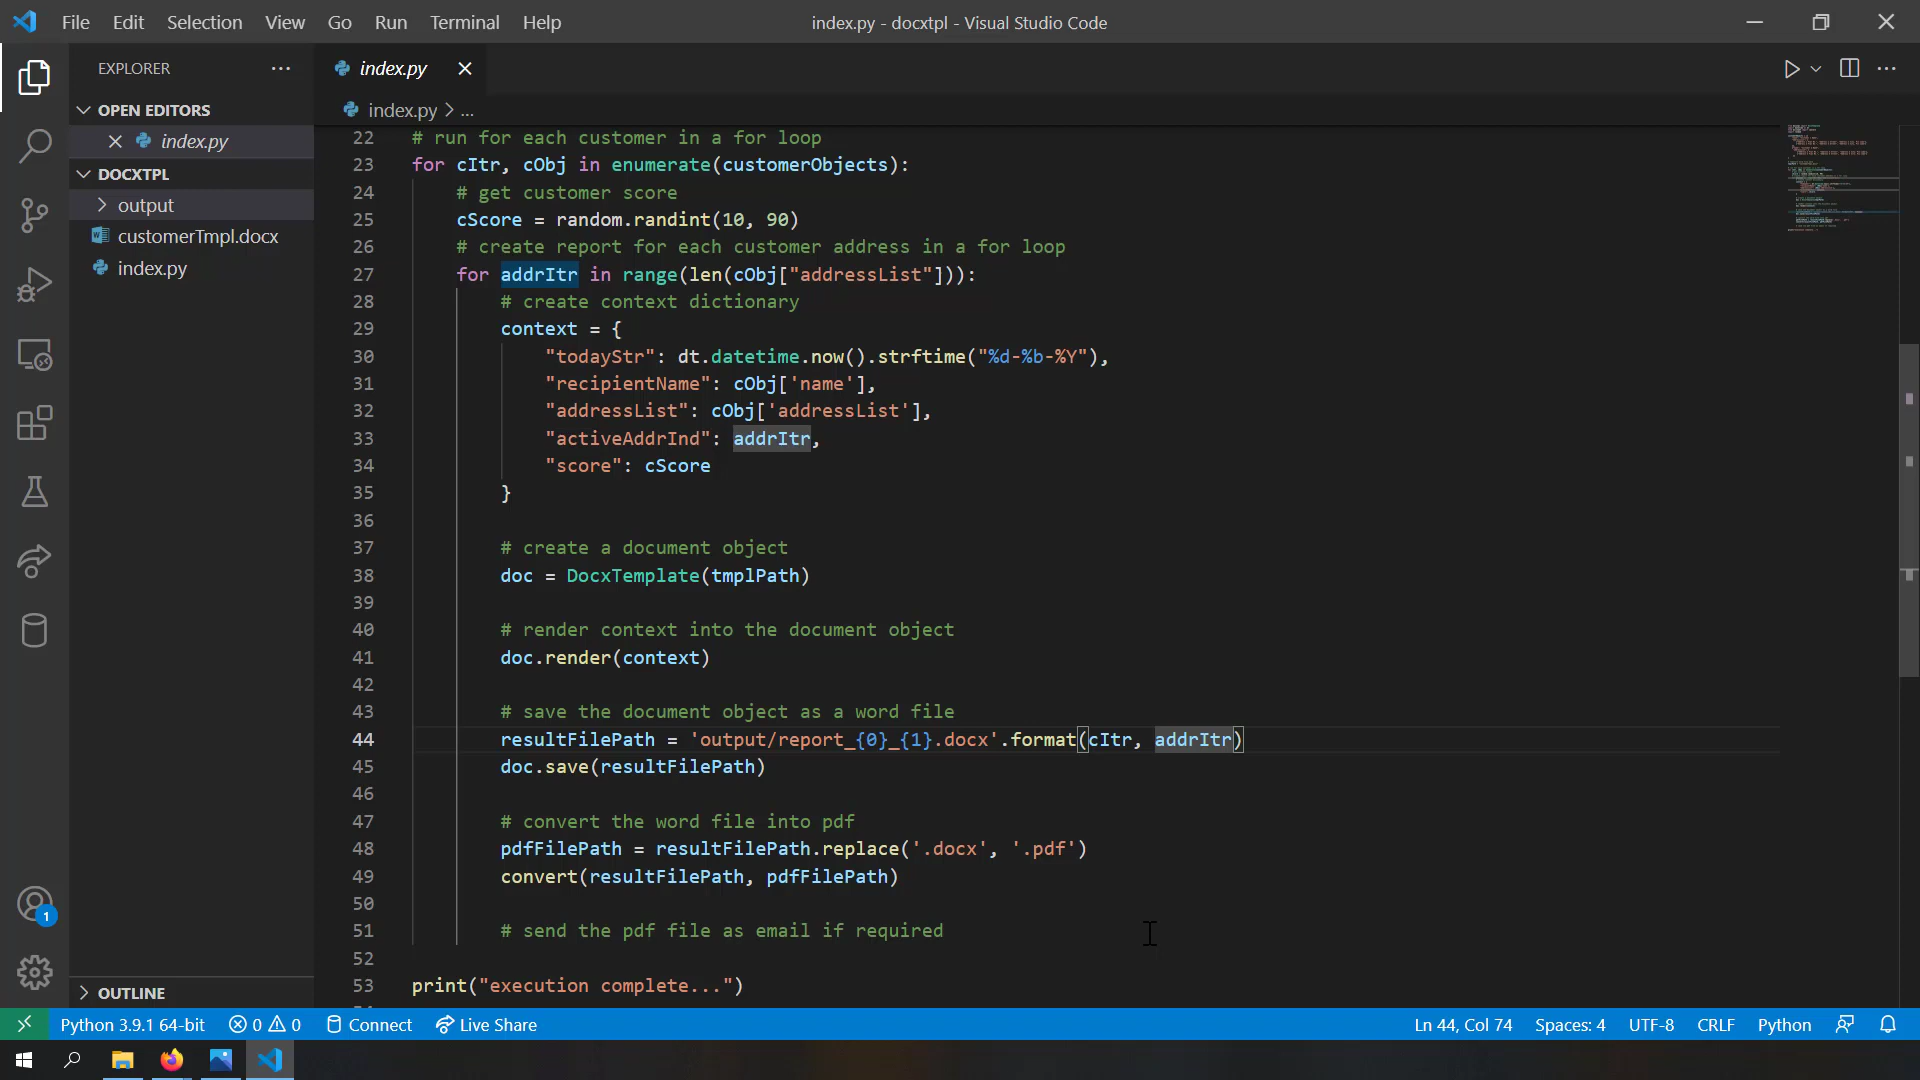 File Edit Selection View Go Run Terminal Help
index.py - docxtpl - Visual Studio Code
EXPLORER
OPEN EDITORS
index.py
DOCXTPL
output
customerTmpl.docx
index.py
OUTLINE
index.py
index.py > ...
22 # run for each customer in a for loop
23 for cItr, cObj in enumerate(customerObjects):
24 # get customer score
25 cScore = random.randint(10, 90)
26 # create report for each customer address in a for loop
27 for addrItr in range(len(cObj["addressList"])):
28 # create context dictionary
29 context = {
30 "todayStr": dt.datetime.now().strftime("%d-%b-%Y"),
31 "recipientName": cObj['name'],
32 "addressList": cObj['addressList'],
33 "activeAddrInd": addrItr,
34 "score": cScore
35 }
36
37 # create a document object
38 doc = DocxTemplate(tmplPath)
39
40 # render context into the document object
41 doc.render(context)
42
43 # save the document object as a word file
44 resultFilePath = 'output/report_{0}_{1}.docx'.format(cItr, addrItr)
45 doc.save(resultFilePath)
46
47 # convert the word file into pdf
48 pdfFilePath = resultFilePath.replace('.docx', '.pdf')
49 convert(resultFilePath, pdfFilePath)
50
51 # send the pdf file as email if required
52
53 print("execution complete...")
1
Python 3.9.1 64-bit 0 0 Connect Live Share Ln 44, Col 74 Spaces: 4 UTF-8 CRLF Python